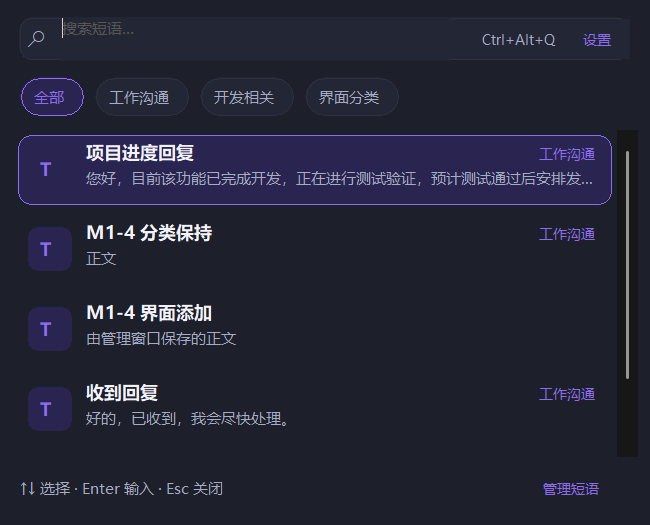 搜索短语... Ctrl+Alt+Q 设置
全部 工作沟通 开发相关 界面分类
T 项目进度回复 工作沟通
您好，目前该功能已完成开发，正在进行测试验证，预计测试通过后安排发...
T M1-4 分类保持 工作沟通
正文
T M1-4 界面添加
由管理窗口保存的正文
T 收到回复 工作沟通
好的，已收到，我会尽快处理。
↑↓ 选择 · Enter 输入 · Esc 关闭 管理短语